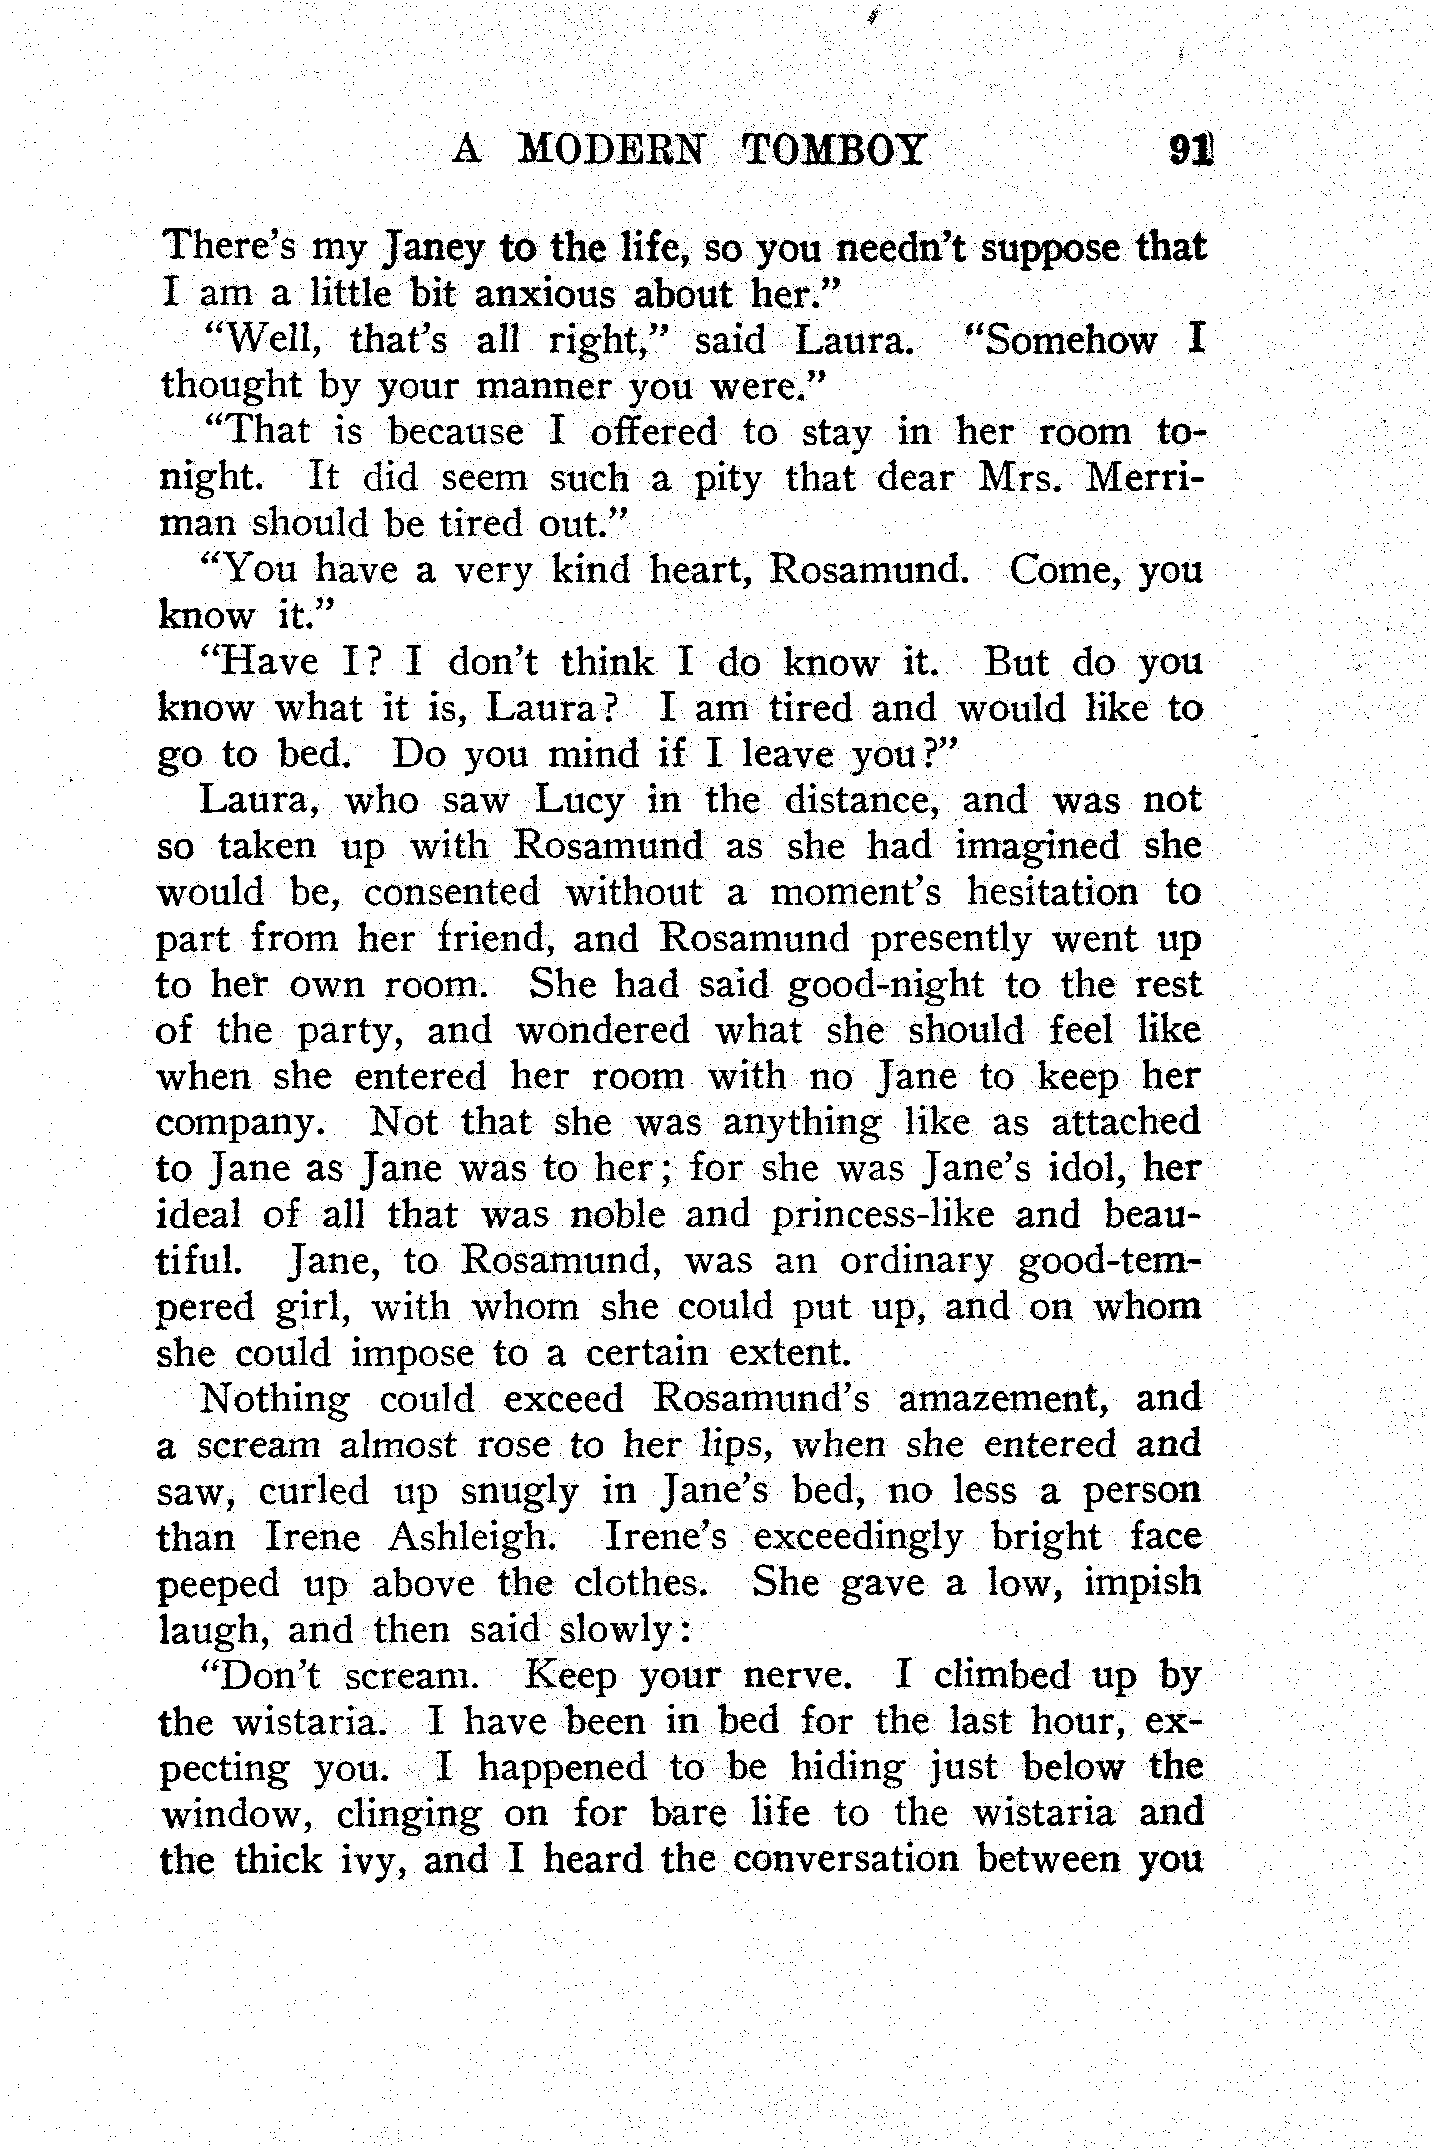 A MODERN TOMBOY 91
There's my Janey to the life, so you needn't suppose that
I am a little bit anxious about her."
"Well, that's all right," said Laura. "Somehow I
thought by your manner you were."
"That is because I offered to stay in her room to-
night. It did seem such a pity that dear Mrs. Merri-
man should be tired out."
"You have a very kind heart, Rosamund. Come, you
know it."
"Have I? I don't think I do know it. But do you
know what it is, Laura? I am tired and would like to
go to bed. Do you mind if I leave you?"
Laura, who saw Lucy in the distance, and was not
so taken up with Rosamund as she had imagined she
would be, consented without a moment's hesitation to
part from her friend, and Rosamund presently went up
to her own room. She had said good-night to the rest
of the party, and wondered what she should feel like
when she entered her room with no Jane to keep her
company. Not that she was anything like as attached
to Jane as Jane was to her; for she was Jane's idol, her
ideal of all that was noble and princess-like and beau-
tiful. Jane, to Rosamund, was an ordinary good-tem-
pered girl, with whom she could put up, and on whom
she could impose to a certain extent.
Nothing could exceed Rosamund's amazement, and
a scream almost rose to her lips, when she entered and
saw, curled up snugly in Jane's bed, no less a person
than Irene Ashleigh. Irene's exceedingly bright face
peeped up above the clothes. She gave a low, impish
laugh, and then said slowly:
"Don't scream. Keep your nerve. I climbed up by
the wistaria. I have been in bed for the last hour, ex-
pecting you. I happened to be hiding just below the
window, clinging on for bare life to the wistaria and
the thick ivy, and I heard the conversation between you